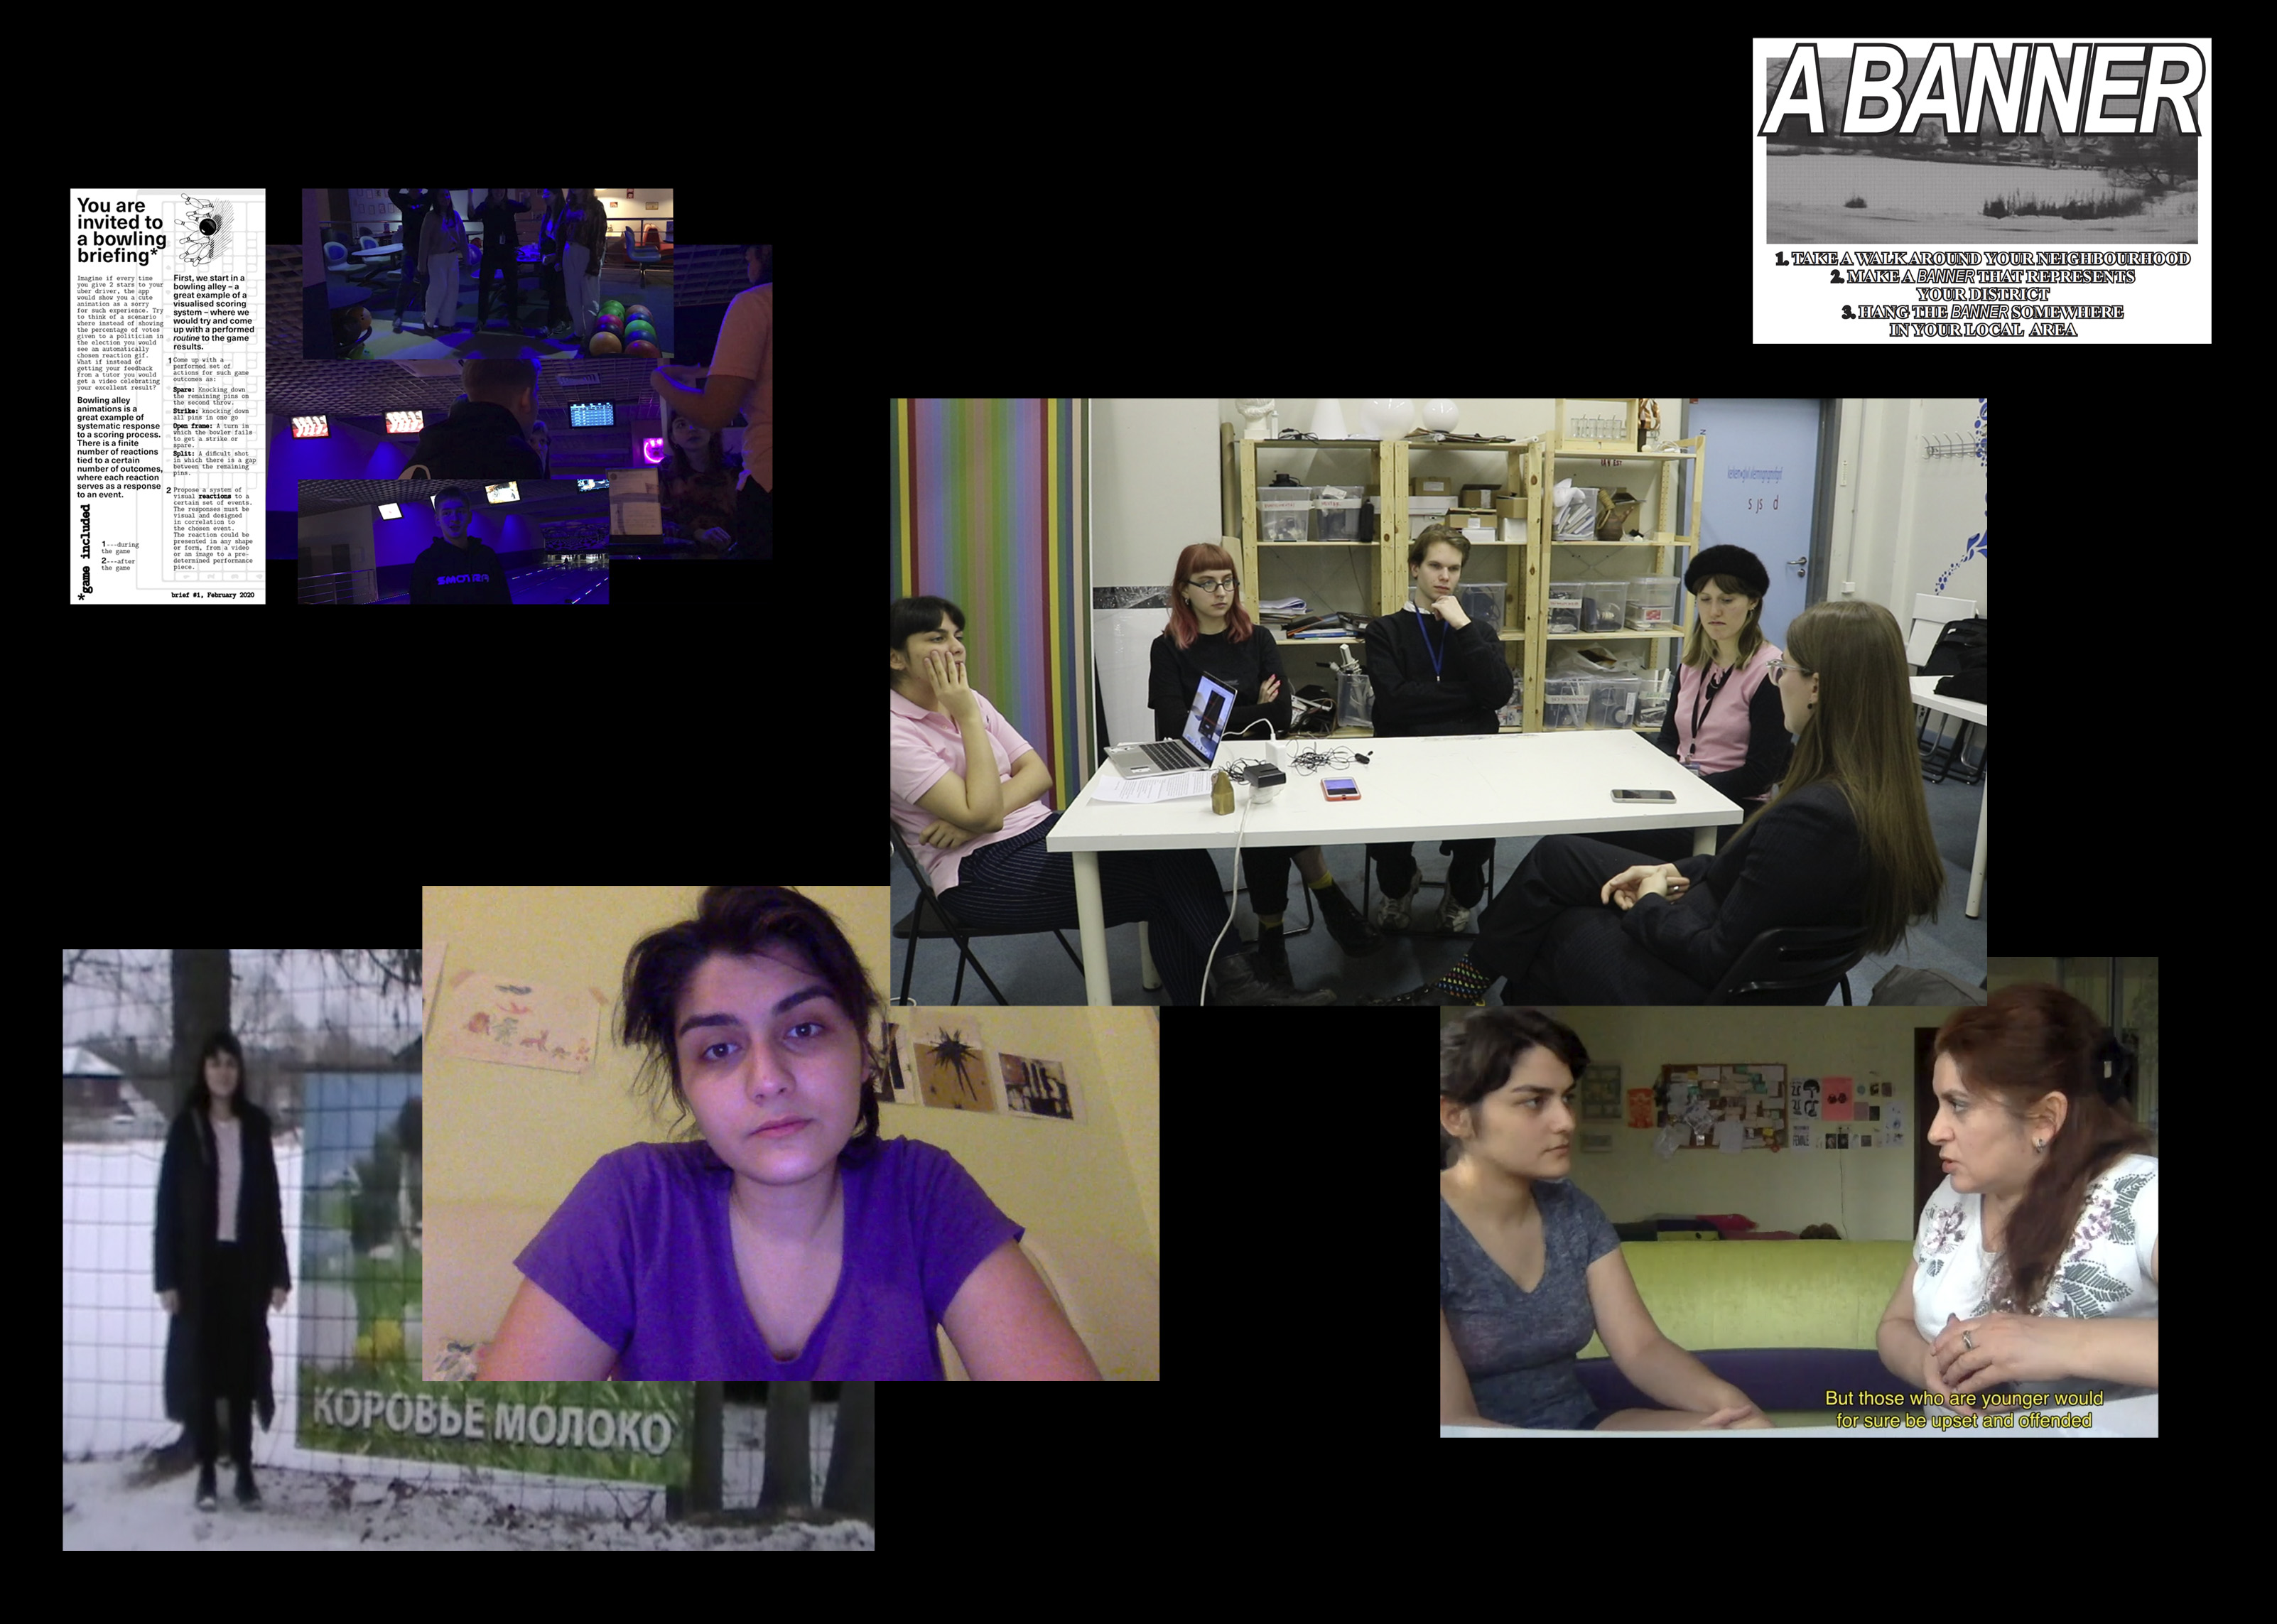 You are
invited to
a bowling
briefing*
Imagine if every time
you give 2 stars to your
uber driver, the app
would show you a cute
animation as a sorry
for such experience. Try
to think of a scenario
where instead of showing
the percentage of votes
given to a politician in
the election you would
see an automatically
chosen reaction gif.
What if instead of
getting your feedback
from a tutor you would
get a video celebrating
your excellent result?
Bowling alley
animations is a
great example of
systematic response
to a scoring process.
There is a finite
number of reactions
tied to a certain
number of outcomes,
where each reaction
serves as a response
to an event.
*game included
1---during
the game
2---after
the game
First, we start in a
bowling alley – a
great example of a
visualised scoring
system – where we
would try and come
up with a performed
routine to the game
results.
1 Come up with a
performed set of
actions for such game
outcomes as:
Spare: Knocking down
the remaining pins on
the second throw.
Strike: knocking down
all pins in one go
Open frame: A turn in
which the bowler fails
to get a strike or
spare.
Split: A difficult shot
in which there is a gap
between the remaining
pins.
2 Propose a system of
visual reactions to a
certain set of events.
The responses must be
visual and designed
in correlation to
the chosen event.
The reaction could be
presented in any shape
or form, from a video
or an image to a pre-
determined performance
piece.
brief #1, February 2020
A BANNER
1. TAKE A WALK AROUND YOUR NEIGHBOURHOOD
2. MAKE A BANNER THAT REPRESENTS
YOUR DISTRICT
3. HANG THE BANNER SOMEWHERE
IN YOUR LOCAL AREA
КОРОВЬЕ МОЛОКО
But those who are younger would
for sure be upset and offended